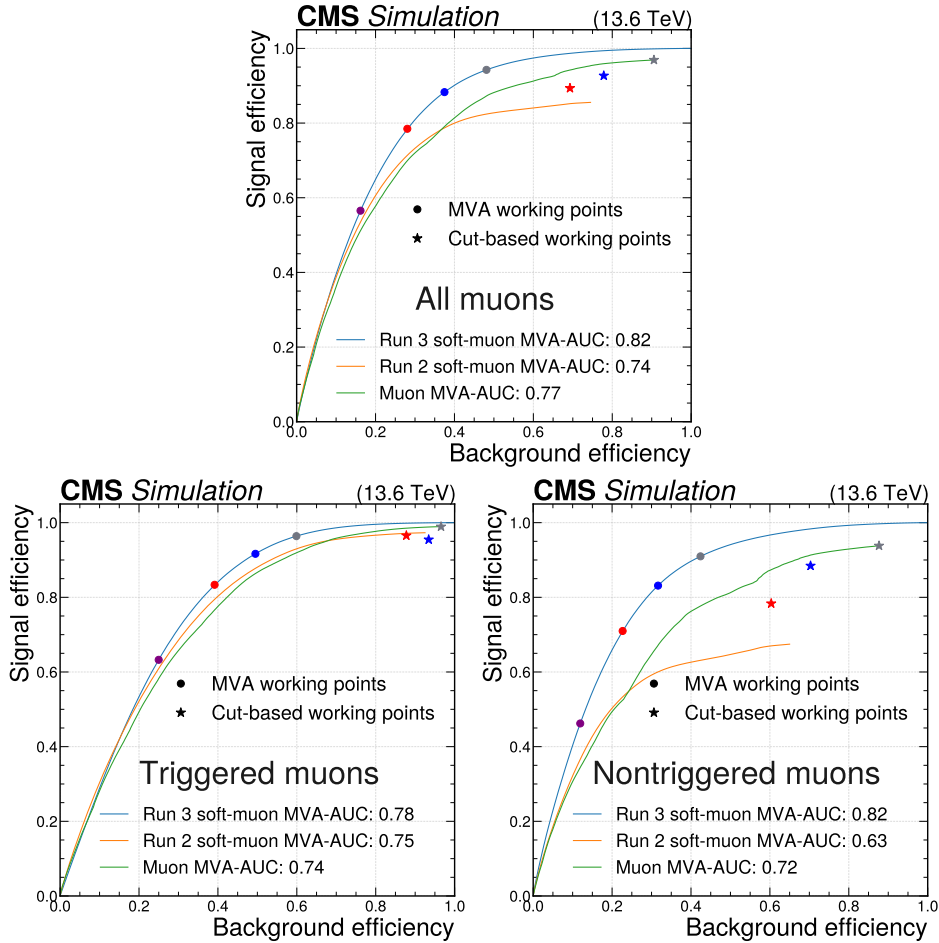 CMS Simulation (13.6 TeV)
Signal efficiency
1.0
0.8
0.6
0.4
0.2
0.0
MVA working points
Cut-based working points
All muons
Run 3 soft-muon MVA-AUC: 0.82
Run 2 soft-muon MVA-AUC: 0.74
Muon MVA-AUC: 0.77
0.0 0.2 0.4 0.6 0.8 1.0
Background efficiency
CMS Simulation (13.6 TeV)
Signal efficiency
1.0
0.8
0.6
0.4
0.2
0.0
MVA working points
Cut-based working points
Triggered muons
Run 3 soft-muon MVA-AUC: 0.78
Run 2 soft-muon MVA-AUC: 0.75
Muon MVA-AUC: 0.74
0.0 0.2 0.4 0.6 0.8 1.0
Background efficiency
CMS Simulation (13.6 TeV)
Signal efficiency
1.0
0.8
0.6
0.4
0.2
0.0
MVA working points
Cut-based working points
Nontriggered muons
Run 3 soft-muon MVA-AUC: 0.82
Run 2 soft-muon MVA-AUC: 0.63
Muon MVA-AUC: 0.72
0.0 0.2 0.4 0.6 0.8 1.0
Background efficiency